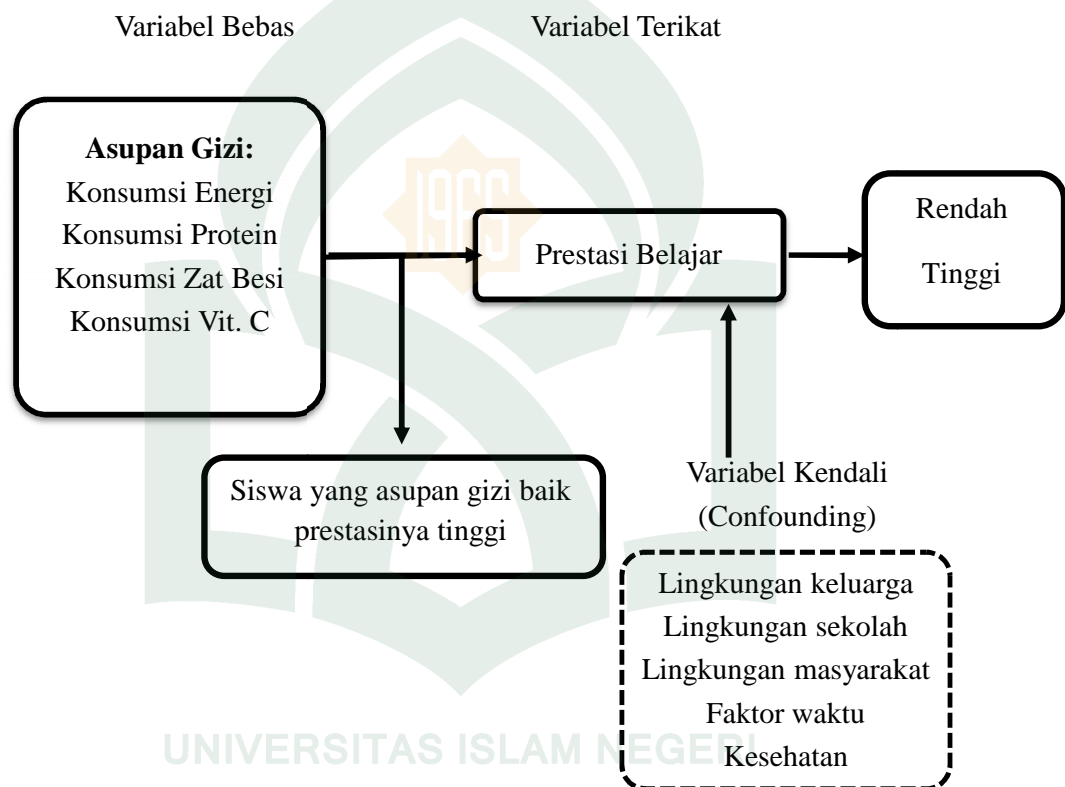 Variabel Bebas
Variabel Terikat
Asupan Gizi:
Konsumsi Energi
Konsumsi Protein
Konsumsi Zat Besi
Konsumsi Vit. C
Prestasi Belajar
Rendah
Tinggi
Siswa yang asupan gizi baik
prestasinya tinggi
Variabel Kendali
(Confounding)
Lingkungan keluarga
Lingkungan sekolah
Lingkungan masyarakat
Faktor waktu
Kesehatan
1965
UNIVERSITAS ISLAM NEGERI